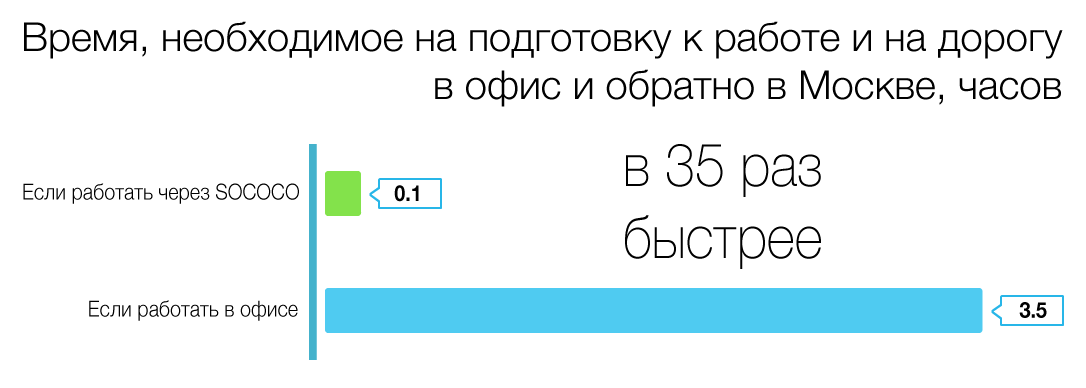 Время, необходимое на подготовку к работе и на дорогу
в офис и обратно в Москве, часов
в 35 раз
быстрее
Если работать через SOCOCO
0.1
Если работать в офисе
3.5